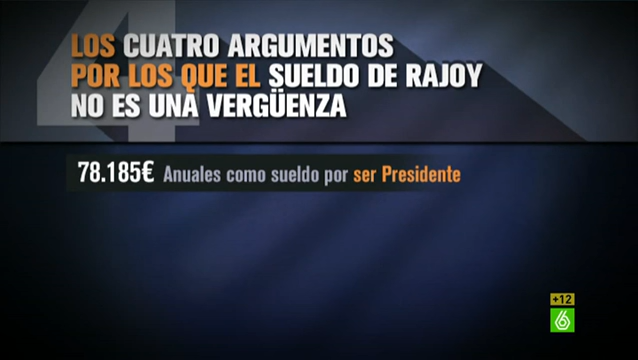 LOS CUATRO ARGUMENTOS
POR LOS QUE EL SUELDO DE RAJOY
NO ES UNA VERGÜENZA
4
78.185€ Anuales como sueldo por ser Presidente
+12
6